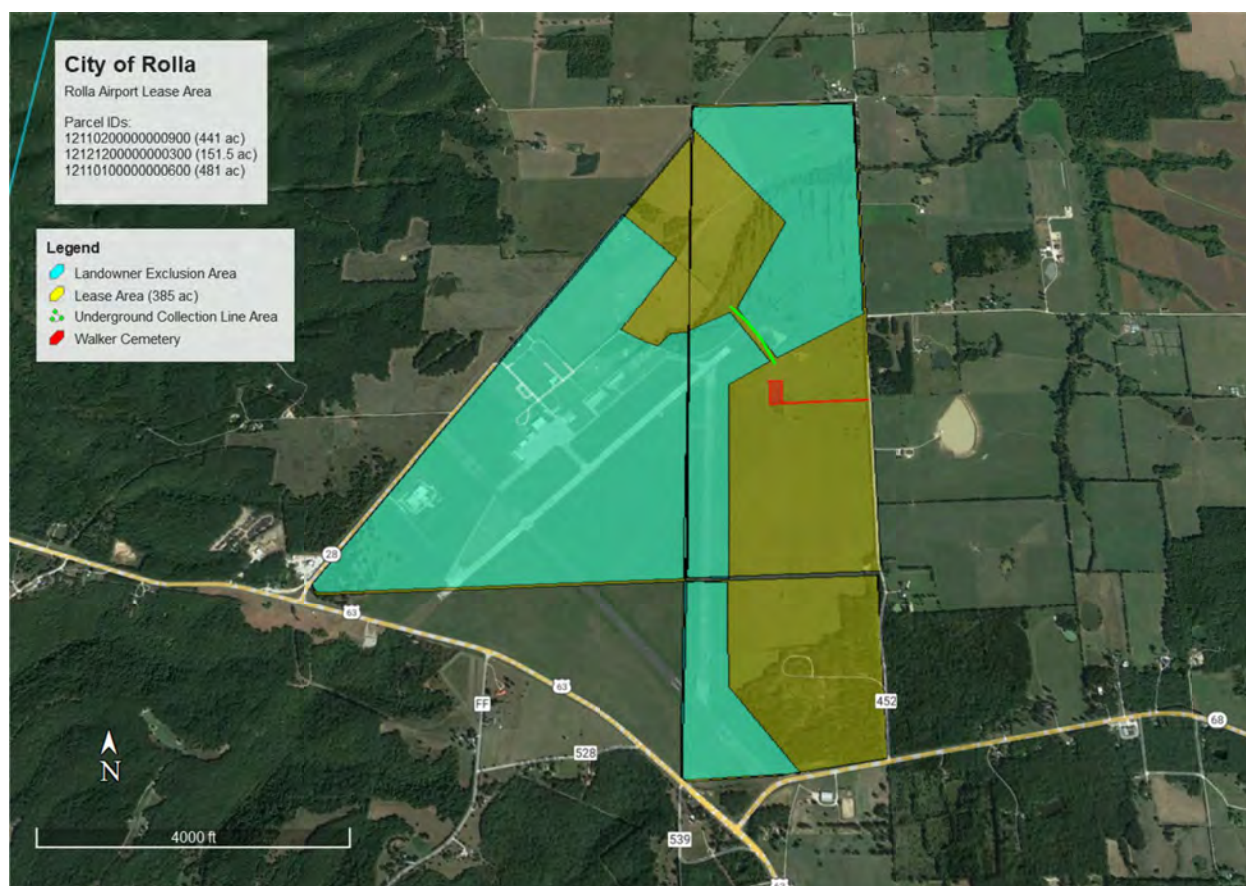 City of Rolla
Rolla Airport Lease Area
Parcel IDs:
12110200000000900 (441 ac)
12121200000000300 (151.5 ac)
12110100000000600 (481 ac)
Legend
Landowner Exclusion Area
Lease Area (385 ac)
Underground Collection Line Area
Walker Cemetery
28
63
63
FF
528
452
68
N
4000 ft
539
63